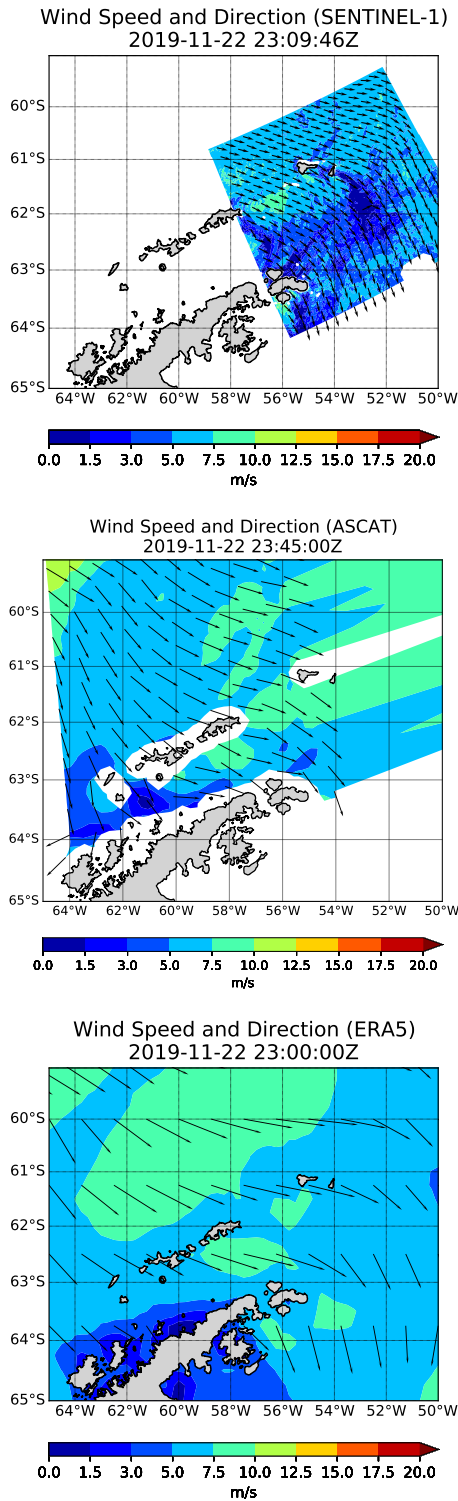 Wind Speed and Direction (SENTINEL-1)
2019-11-22 23:09:46Z
60°S
61°S
62°S
63°S
64°S
65°S
64°W 62°W 60°W 58°W 56°W 54°W 52°W 50°W
0.0 1.5 3.0 5.0 7.5 10.0 12.5 15.0 17.5 20.0
m/s
Wind Speed and Direction (ASCAT)
2019-11-22 23:45:00Z
60°S
61°S
62°S
63°S
64°S
65°S
64°W 62°W 60°W 58°W 56°W 54°W 52°W 50°W
0.0 1.5 3.0 5.0 7.5 10.0 12.5 15.0 17.5 20.0
m/s
Wind Speed and Direction (ERA5)
2019-11-22 23:00:00Z
60°S
61°S
62°S
63°S
64°S
65°S
64°W 62°W 60°W 58°W 56°W 54°W 52°W 50°W
0.0 1.5 3.0 5.0 7.5 10.0 12.5 15.0 17.5 20.0
m/s